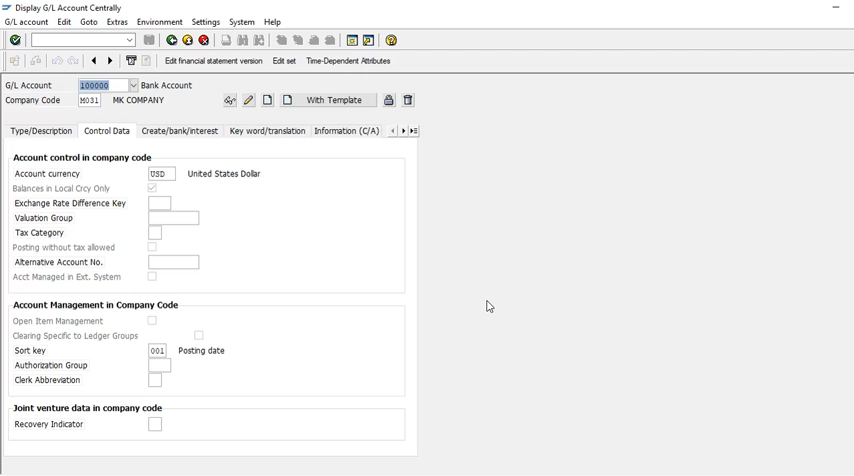 Display G/L Account Centrally
G/L account Edit Goto Extras Environment Settings System Help
Edit financial statement version Edit set Time-Dependent Attributes
G/L Account 100000 Bank Account
Company Code M031 MK COMPANY With Template
Type/Description Control Data Create/bank/interest Key word/translation Information (C/A)
Account control in company code
Account currency USD United States Dollar
Balances in Local Crcy Only
Exchange Rate Difference Key
Valuation Group
Tax Category
Posting without tax allowed
Alternative Account No.
Acct Managed in Ext. System
Account Management in Company Code
Open Item Management
Clearing Specific to Ledger Groups
Sort key 001 Posting date
Authorization Group
Clerk Abbreviation
Joint venture data in company code
Recovery Indicator